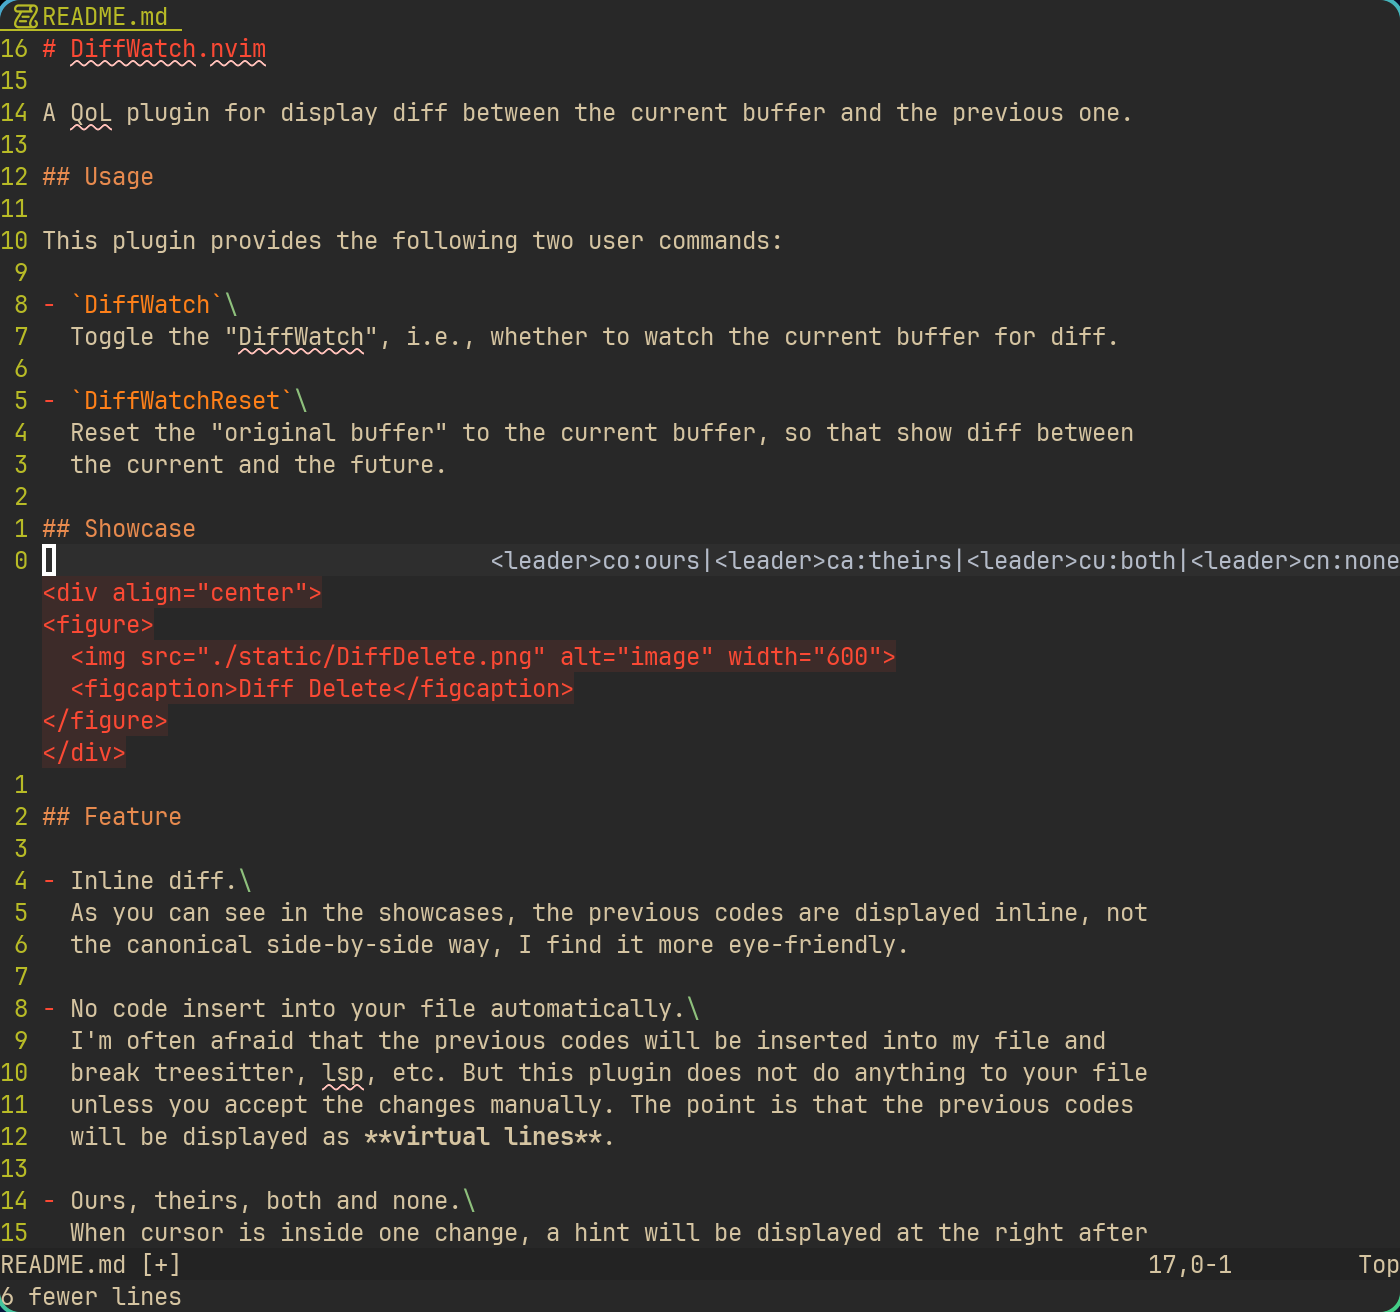 README.md
16 # DiffWatch.nvim
15
14 A QoL plugin for display diff between the current buffer and the previous one.
13
12 ## Usage
11
10 This plugin provides the following two user commands:
9
8 - `DiffWatch`\
7 Toggle the "DiffWatch", i.e., whether to watch the current buffer for diff.
6
5 - `DiffWatchReset`\
4 Reset the "original buffer" to the current buffer, so that show diff between
3 the current and the future.
2
1 ## Showcase
0 <leader>co:ours|<leader>ca:theirs|<leader>cu:both|<leader>cn:none
<div align="center">
<figure>
<img src="./static/DiffDelete.png" alt="image" width="600">
<figcaption>Diff Delete</figcaption>
</figure>
</div>
1
2 ## Feature
3
4 - Inline diff.\
5 As you can see in the showcases, the previous codes are displayed inline, not
6 the canonical side-by-side way, I find it more eye-friendly.
7
8 - No code insert into your file automatically.\
9 I'm often afraid that the previous codes will be inserted into my file and
10 break treesitter, lsp, etc. But this plugin does not do anything to your file
11 unless you accept the changes manually. The point is that the previous codes
12 will be displayed as **virtual lines**.
13
14 - Ours, theirs, both and none.\
15 When cursor is inside one change, a hint will be displayed at the right after
README.md [+] 17,0-1 Top
6 fewer lines